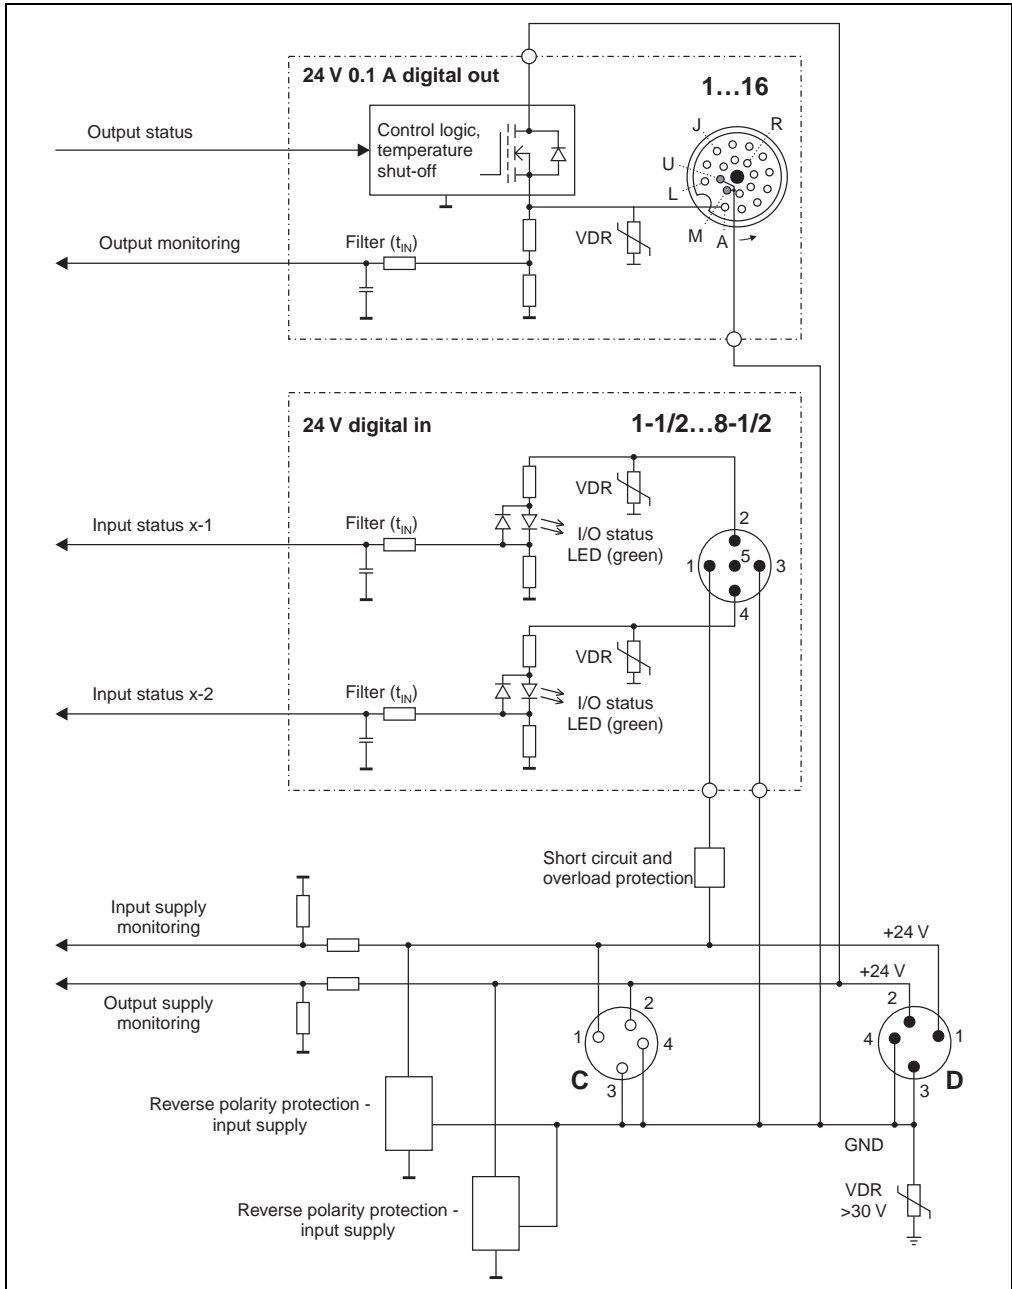 24 V 0.1 A digital out
1...16
Output status
Control logic,
temperature
shut-off
J
R
U
L
M
A
VDR
Output monitoring
Filter (tIN)
24 V digital in
1-1/2...8-1/2
VDR
2
Input status x-1
Filter (tIN)
I/O status
LED (green)
1
5
3
4
VDR
Input status x-2
Filter (tIN)
I/O status
LED (green)
Short circuit and
overload protection
Input supply
monitoring
+24 V
+24 V
Output supply
monitoring
2
1
4
C
3
2
4
1
D
3
Reverse polarity protection -
input supply
GND
Reverse polarity protection -
input supply
VDR
>30 V